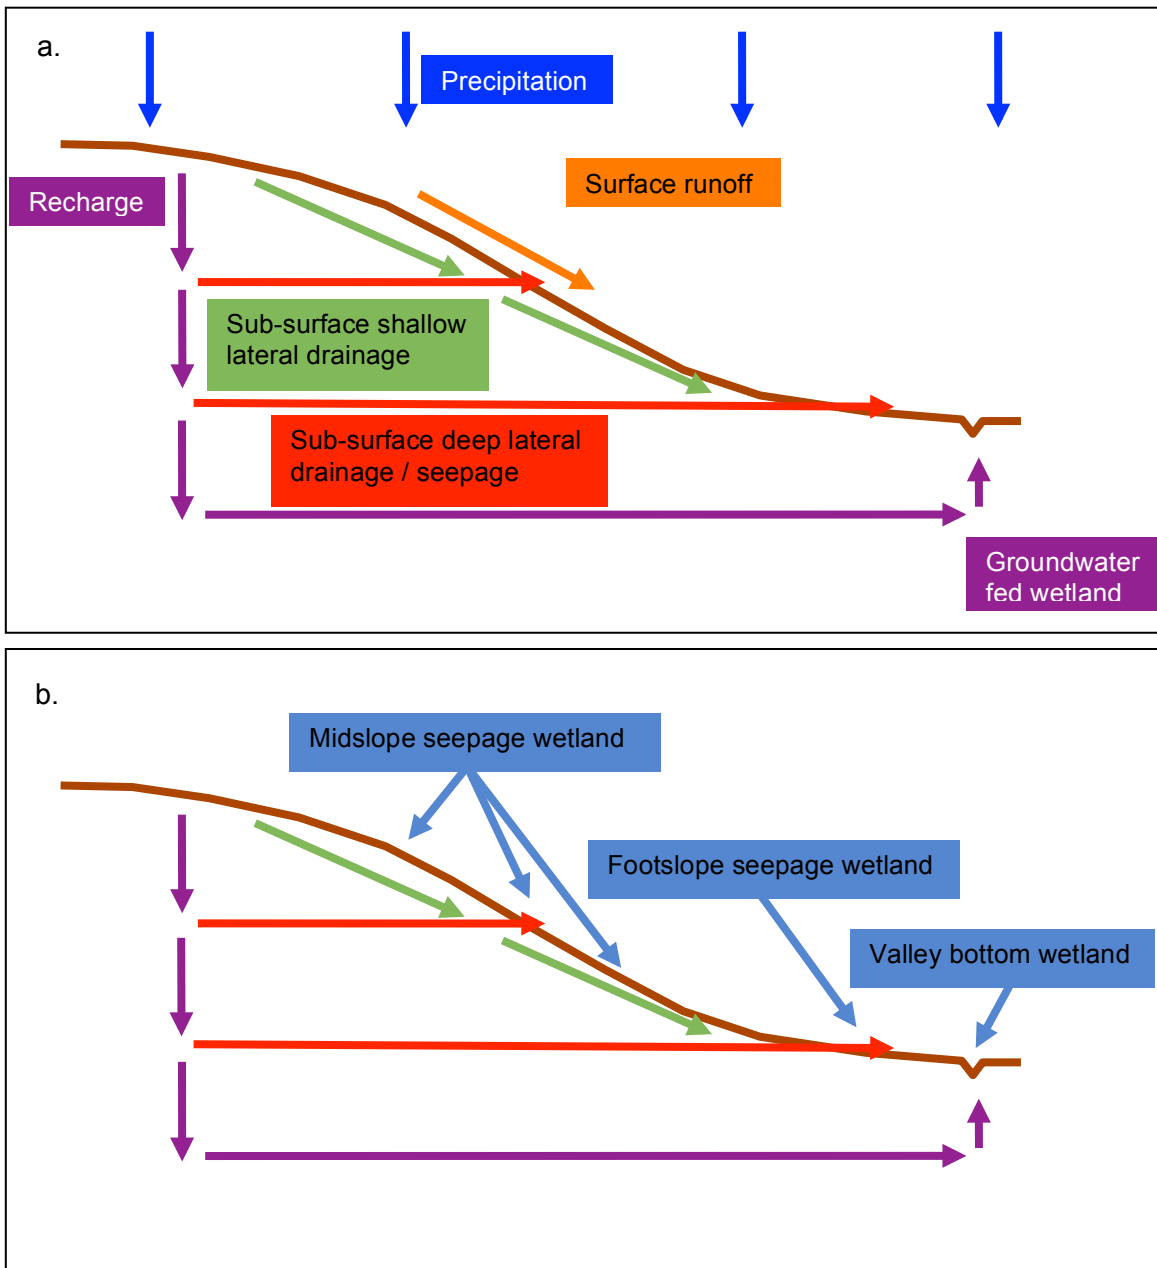 a.
Precipitation
Surface runoff
Recharge
Sub-surface shallow
lateral drainage
Sub-surface deep lateral
drainage / seepage
Groundwater
fed wetland
b.
Midslope seepage wetland
Footslope seepage wetland
Valley bottom wetland